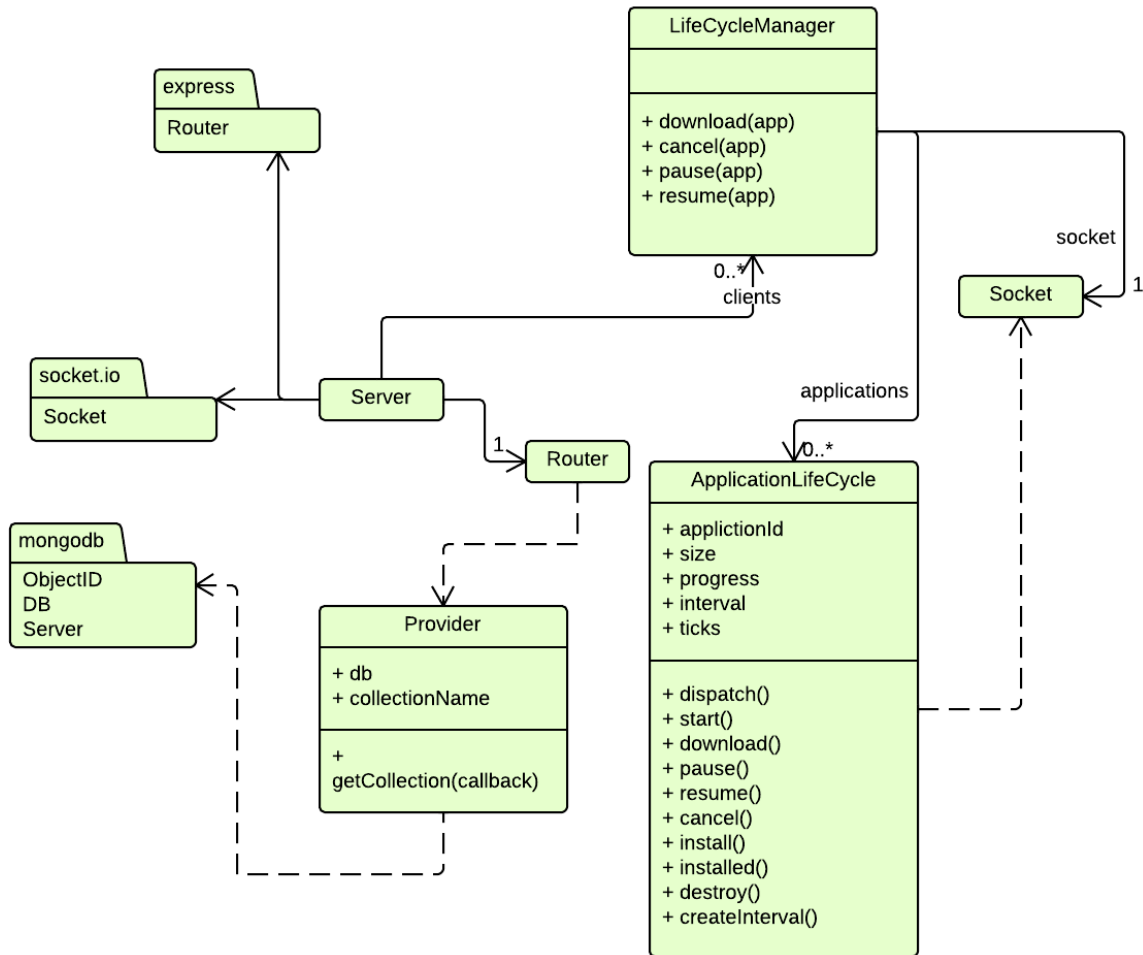 LifeCycleManager
+ download(app)
+ cancel(app)
+ pause(app)
+ resume(app)
express
Router
socket
1
Socket
0..*
clients
socket.io
Socket
Server
applications
0..*
1
Router
ApplicationLifeCycle
+ applictionId
+ size
+ progress
+ interval
+ ticks
+ dispatch()
+ start()
+ download()
+ pause()
+ resume()
+ cancel()
+ install()
+ installed()
+ destroy()
+ createInterval()
mongodb
ObjectID
DB
Server
Provider
+ db
+ collectionName
+
getCollection(callback)